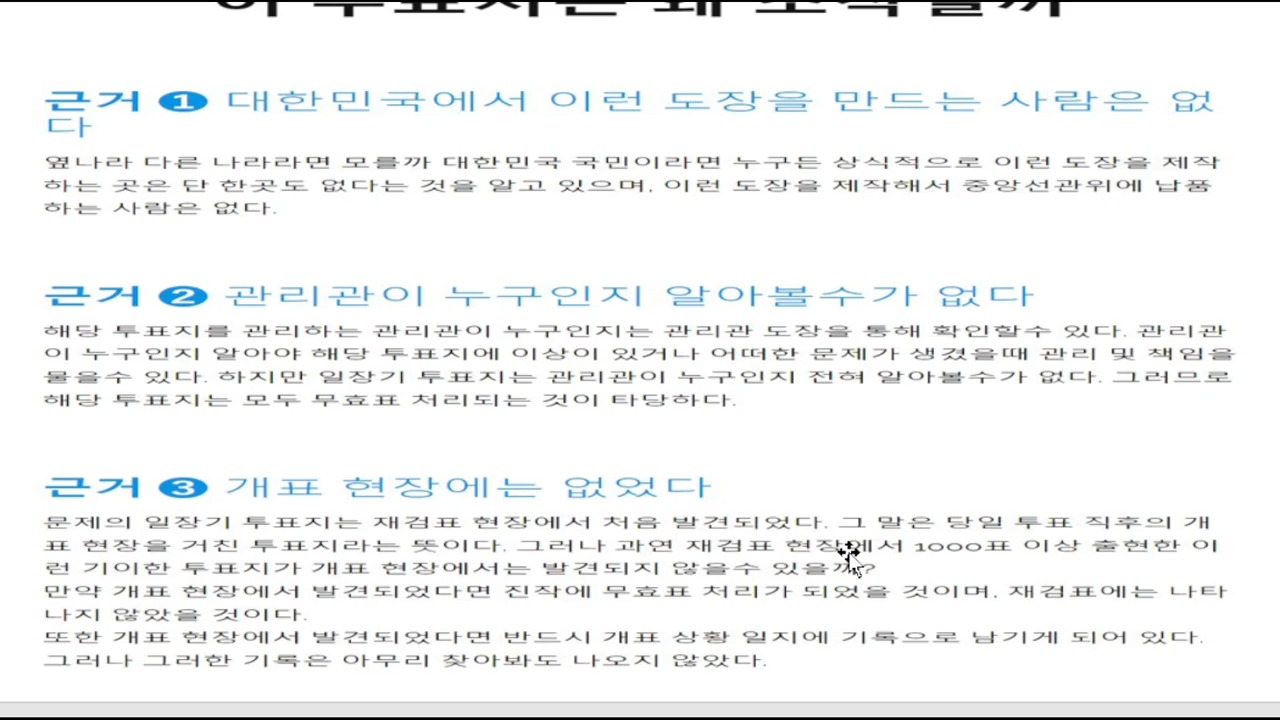 이 투표지는 왜 조작일까
근거 ❶ 대한민국에서 이런 도장을 만드는 사람은 없
다
옆나라 다른 나라라면 모를까 대한민국 국민이라면 누구든 상식적으로 이런 도장을 제작
하는 곳은 단 한곳도 없다는 것을 알고 있으며, 이런 도장을 제작해서 중앙선관위에 납품
하는 사람은 없다.
근거 ❷ 관리관이 누구인지 알아볼수가 없다
해당 투표지를 관리하는 관리관이 누구인지는 관리관 도장을 통해 확인할수 있다. 관리관
이 누구인지 알아야 해당 투표지에 이상이 있거나 어떠한 문제가 생겼을때 관리 및 책임을
물을수 있다. 하지만 일장기 투표지는 관리관이 누구인지 전혀 알아볼수가 없다. 그러므로
해당 투표지는 모두 무효표 처리되는 것이 타당하다.
근거 ❸ 개표 현장에는 없었다
문제의 일장기 투표지는 재검표 현장에서 처음 발견되었다. 그 말은 당일 투표 직후의 개
표 현장을 거친 투표지라는 뜻이다. 그러나 과연 재검표 현장에서 1000표 이상 출현한 이
런 기이한 투표지가 개표 현장에서는 발견되지 않을수 있을까?
만약 개표 현장에서 발견되었다면 진작에 무효표 처리가 되었을 것이며, 재검표에는 나타
나지 않았을 것이다.
또한 개표 현장에서 발견되었다면 반드시 개표 상황 일지에 기록으로 남기게 되어 있다.
그러나 그러한 기록은 아무리 찾아봐도 나오지 않았다.